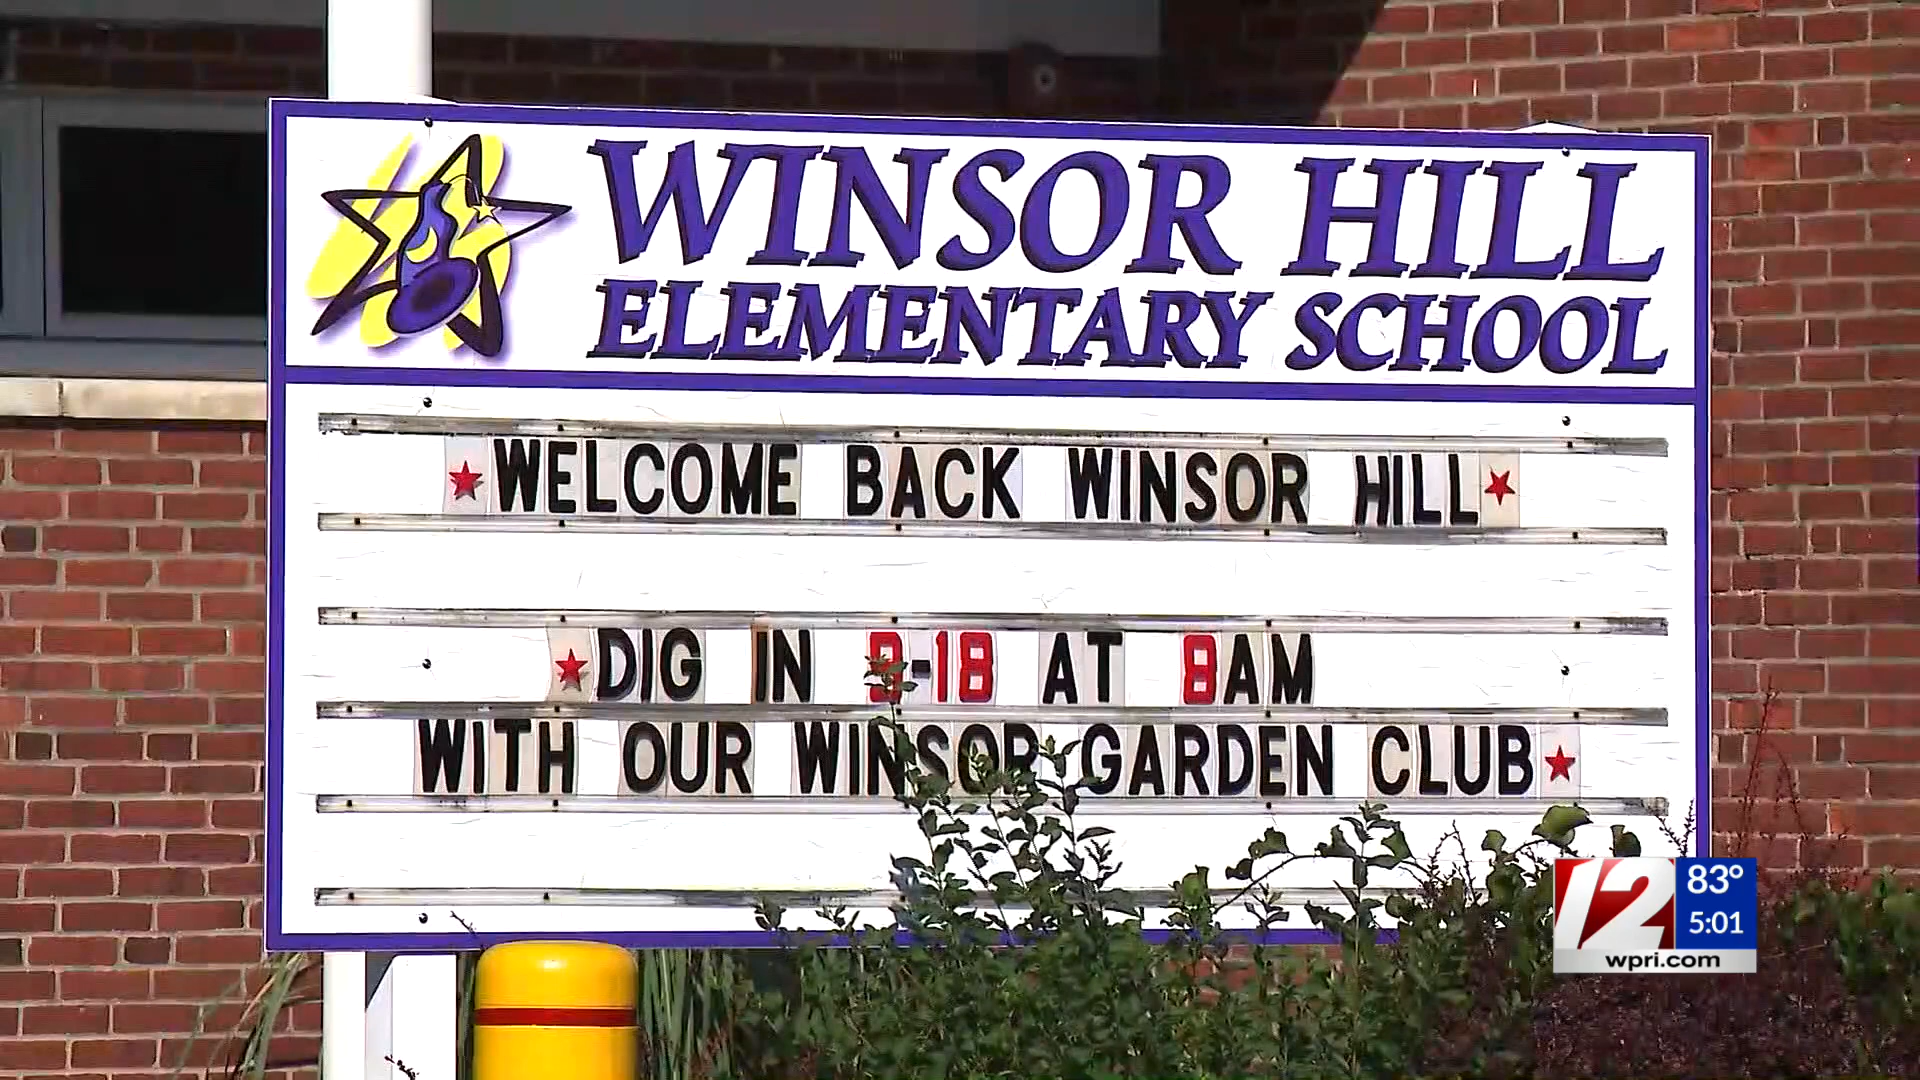 WINSOR HILL
ELEMENTARY SCHOOL
WELCOME BACK WINSOR HILL
DIG IN 9-18 AT 8AM
WITH OUR WINSOR GARDEN CLUB
12
83°
5:01
wpri.com